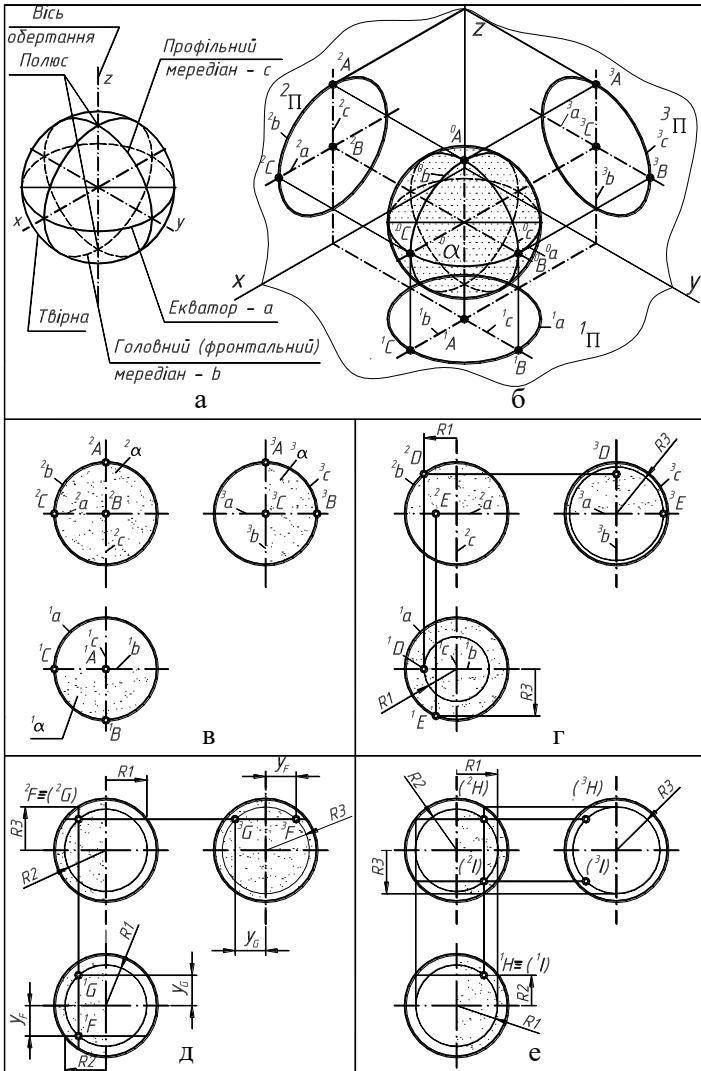 Вісь
обертання
Полюс
Профільний
мередіан - c
z
x
y
Твірна
Екватор - a
Головний (фронтальний)
мередіан - b
а
z
²A
³A
²П
³П
²b
²c
²a
²B
²C
⁰A
³a
³C
³c
³B
³b
⁰b
⁰C
⁰α
⁰c
⁰a
⁰B
x
y
¹b
¹c
¹a
¹A
¹C
¹B
¹П
б
²A
²α
²b
²C
²a
²B
²c
³A
³α
³c
³a
³C
³B
³b
¹a
¹c
¹C
¹A
¹b
¹α
¹B
в
R1
²D
²b
²E
²a
²c
³D
R3
³c
³a
³E
³b
¹a
¹D
¹c
¹b
R1
R3
¹E
г
²F≡(²G)
R1
R3
R2
y_F
³G
³F
R3
y_G
R1
¹G
y_G
y_F
¹F
R2
д
R1
R2
(²H)
(³H)
R3
R3
(²I)
(³I)
¹H≡(¹I)
R2
R1
е